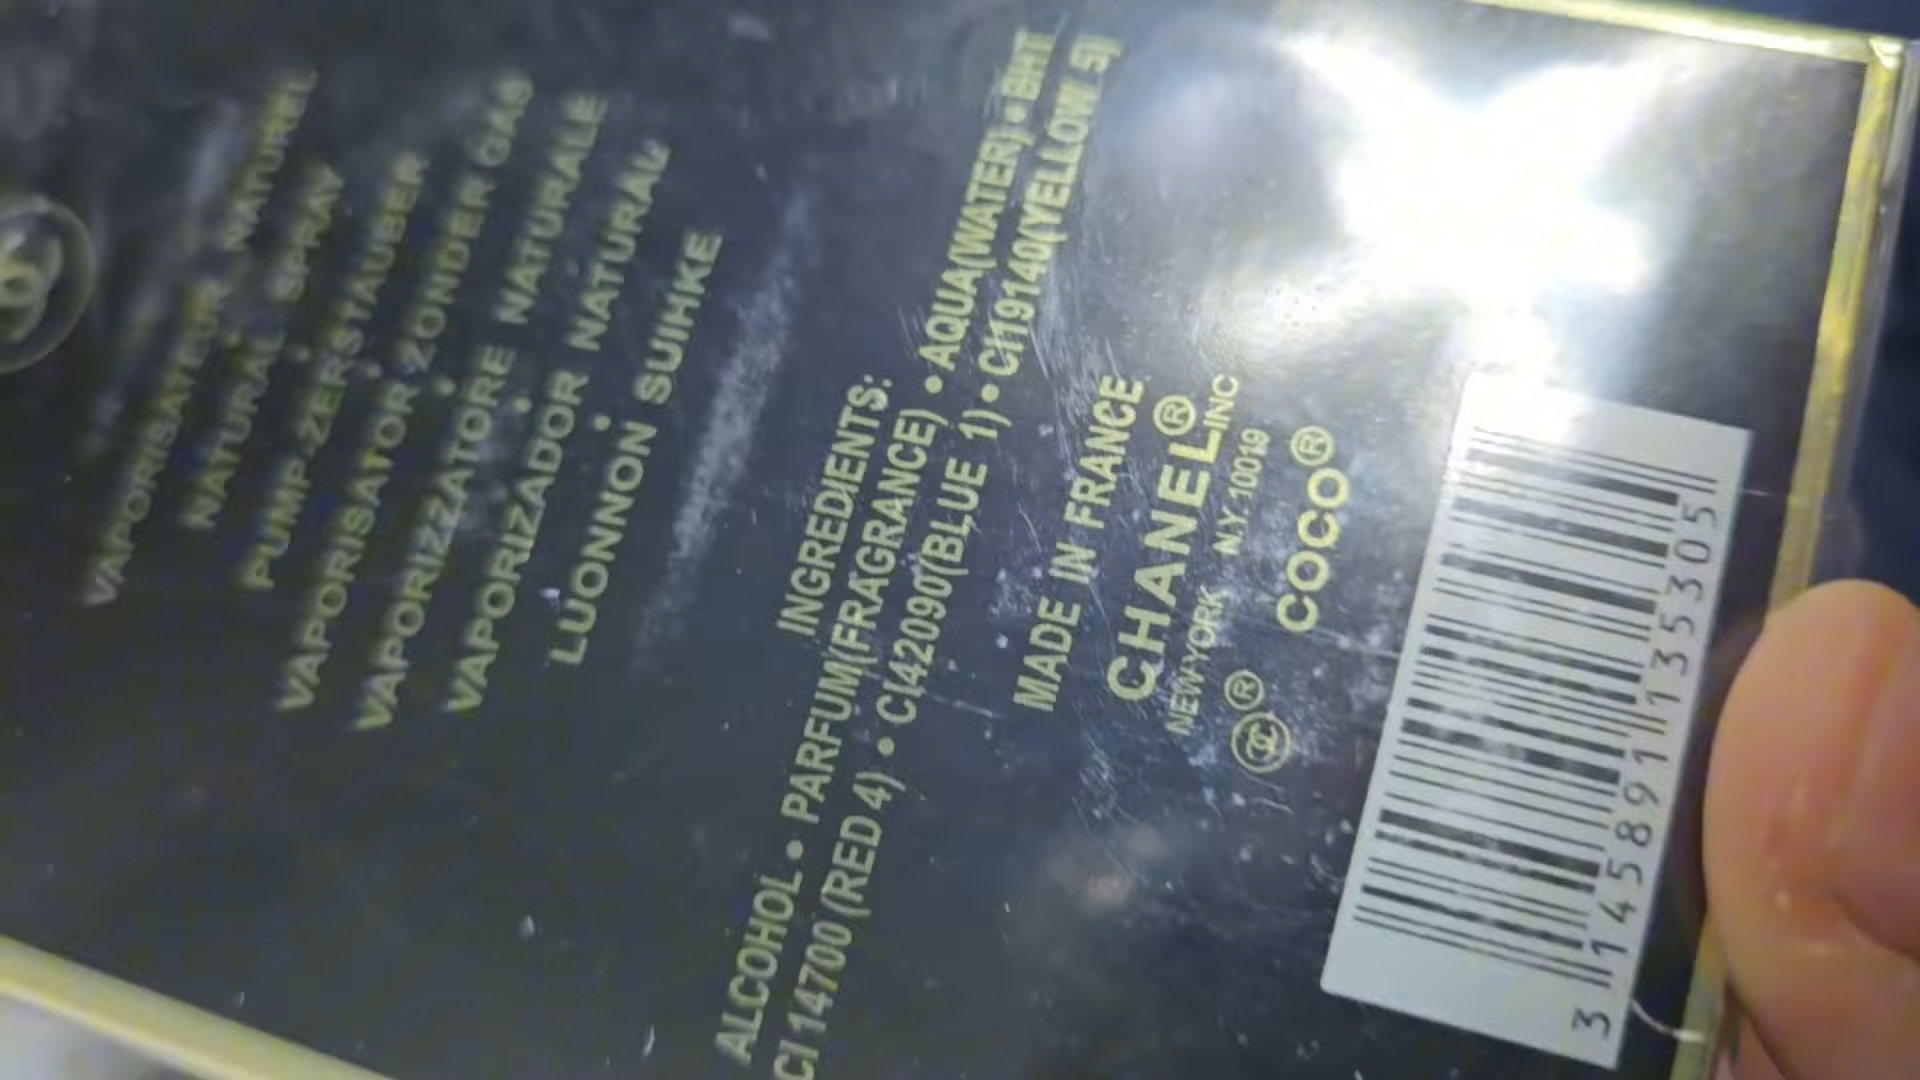 VAPORISATEUR NATUREL
NATURAL SPRAY
PUMP-ZERSTAUBER
VAPORISATOR ZONDER GAS
VAPORIZZATORE NATURALE
VAPORIZADOR NATURAL
LUONNON SUIHKE
INGREDIENTS:
ALCOHOL • PARFUM(FRAGRANCE) • AQUA(WATER) • BHT
CI 14700 (RED 4) • CI42090(BLUE 1) • CI19140(YELLOW 5)
MADE IN FRANCE
CHANEL® INC
NEW-YORK N.Y. 10019
® COCO®
3 145891 135305